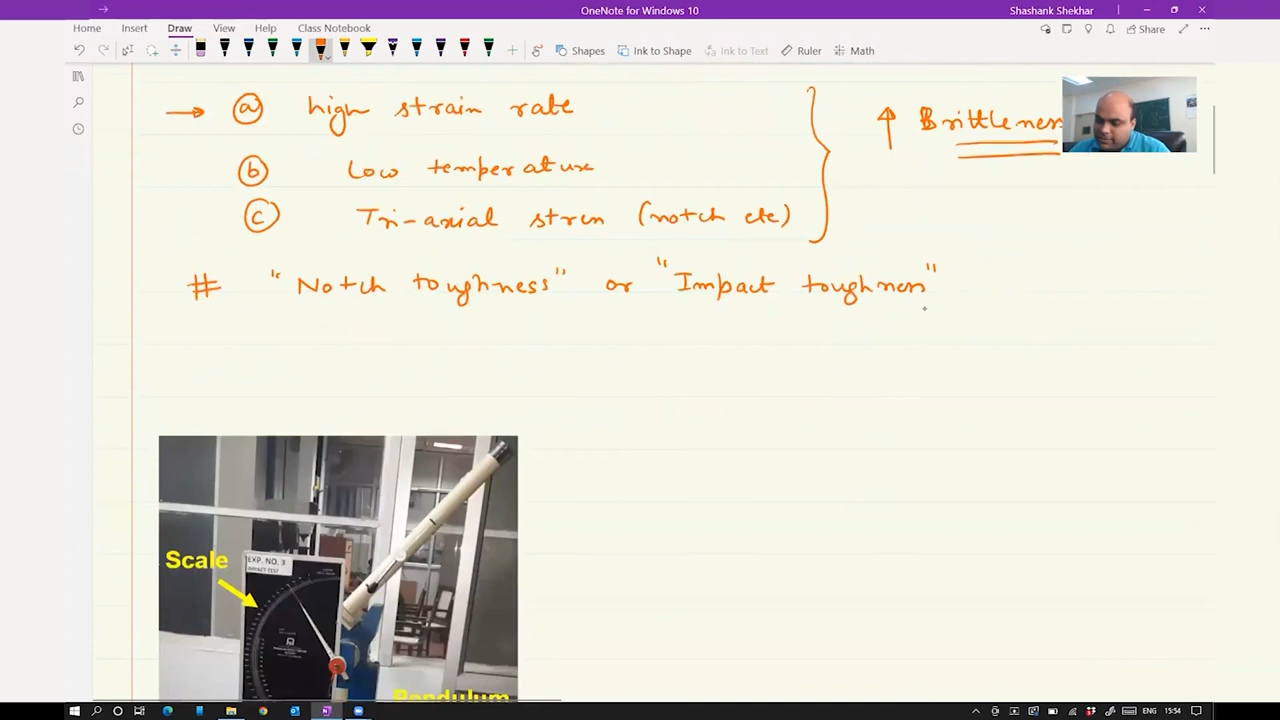 OneNote for Windows 10
Shashank Shekhar
Home Insert Draw View Help Class Notebook
Share
Shapes Ink to Shape Ink to Text Ruler Math
→ (a) high strain rate
↑ Brittleness
(b) Low temperature
(c) Tri-axial stress (notch etc)
# "Notch toughness" or "Impact toughness"
EXP. NO. 3
IMPACT TEST
Scale
Pendulum
ENG 15:54